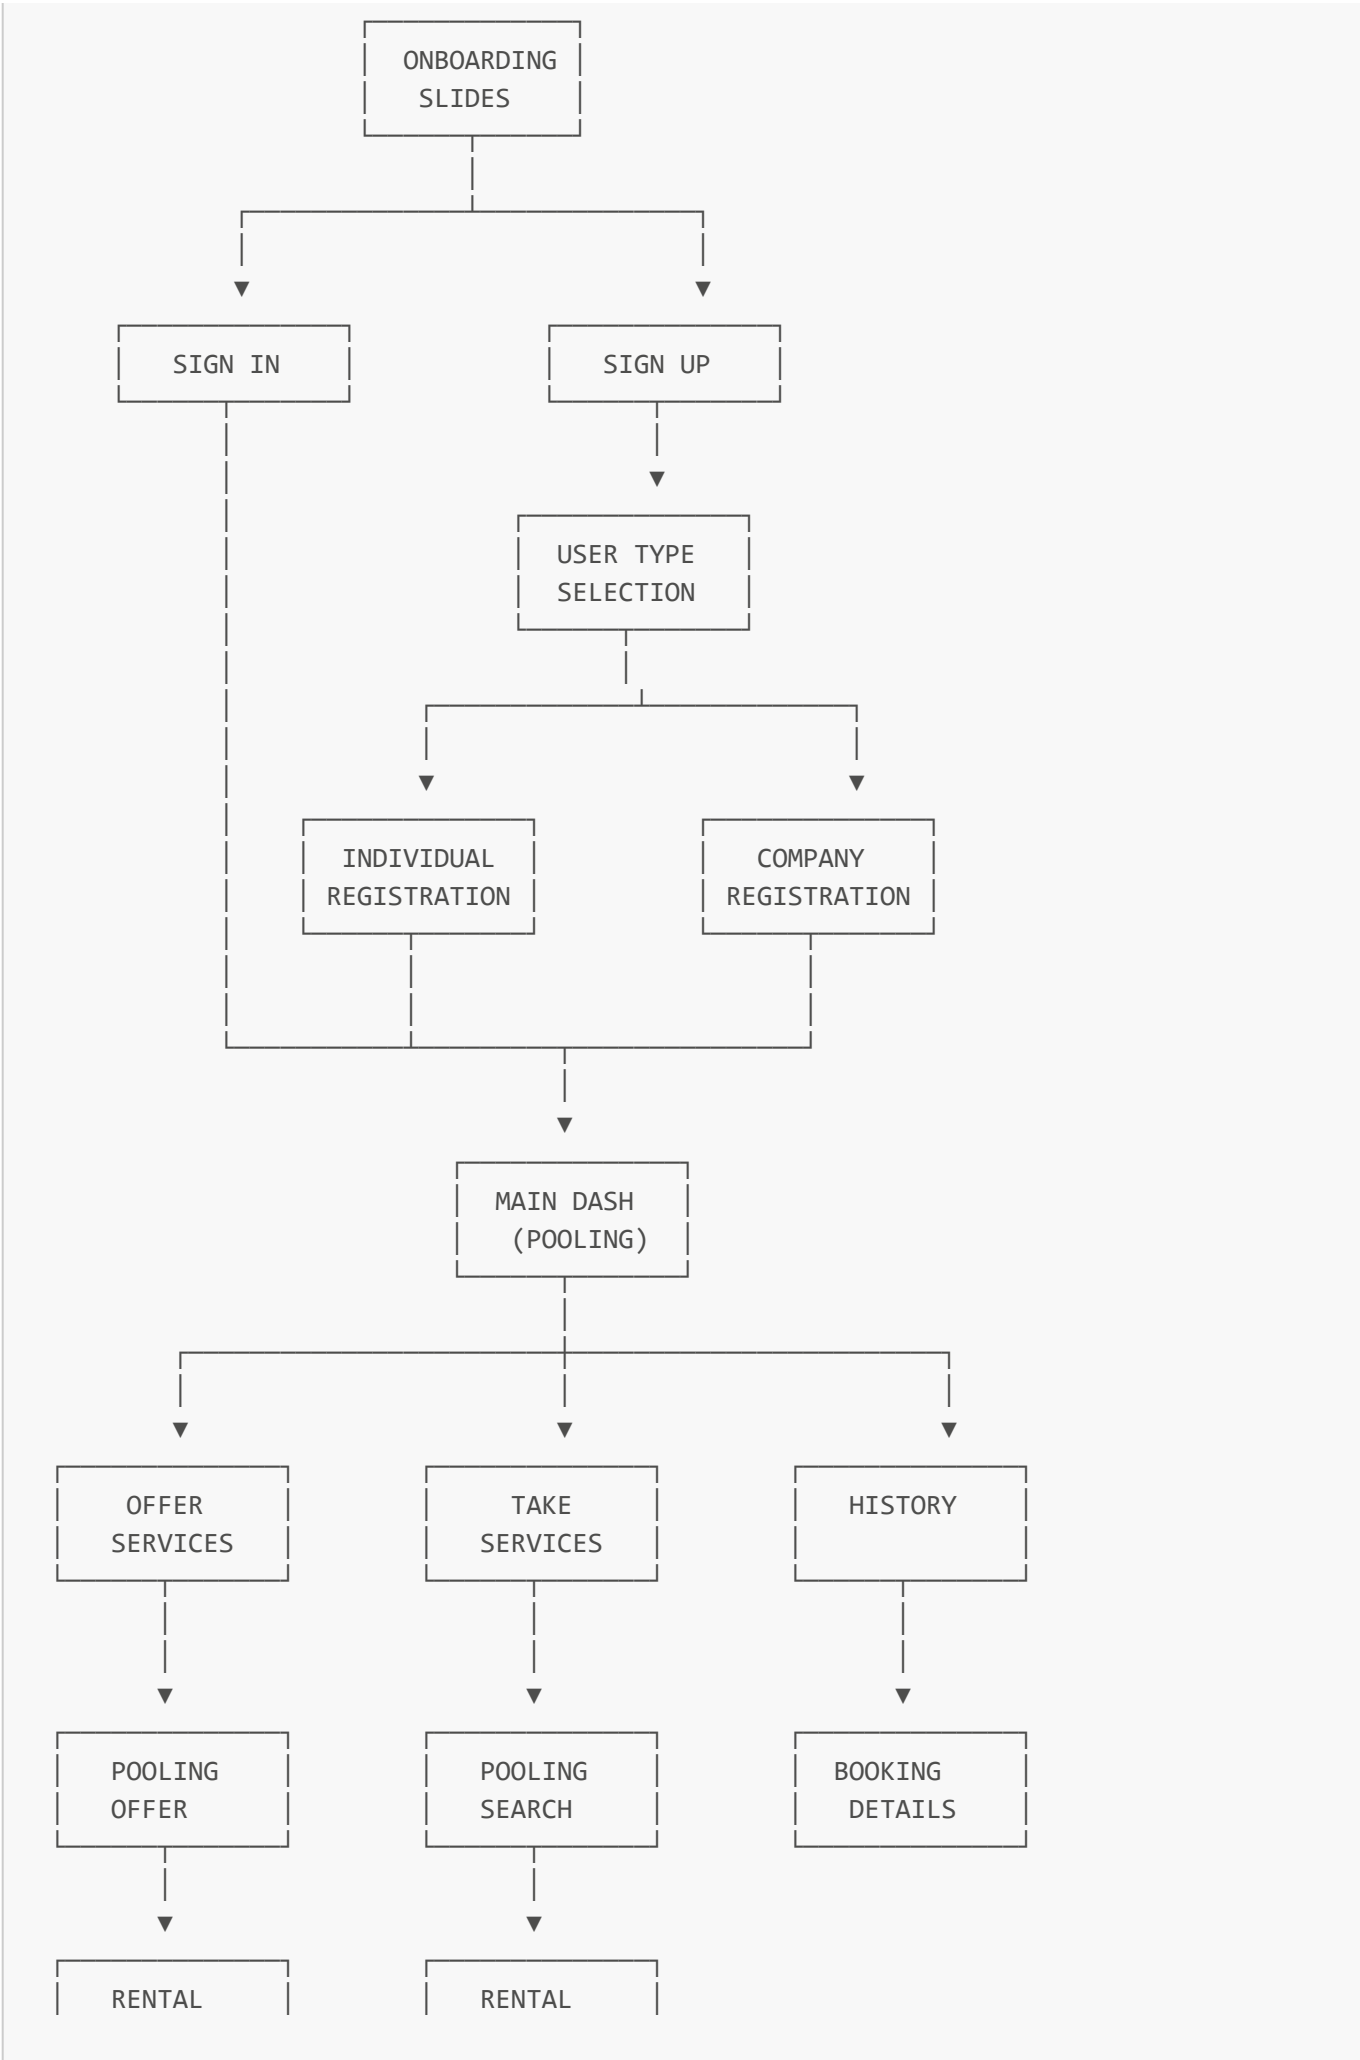 ONBOARDING
SLIDES
SIGN IN
SIGN UP
USER TYPE
SELECTION
INDIVIDUAL
REGISTRATION
COMPANY
REGISTRATION
MAIN DASH
(POOLING)
OFFER
SERVICES
TAKE
SERVICES
HISTORY
POOLING
OFFER
POOLING
SEARCH
BOOKING
DETAILS
RENTAL
RENTAL